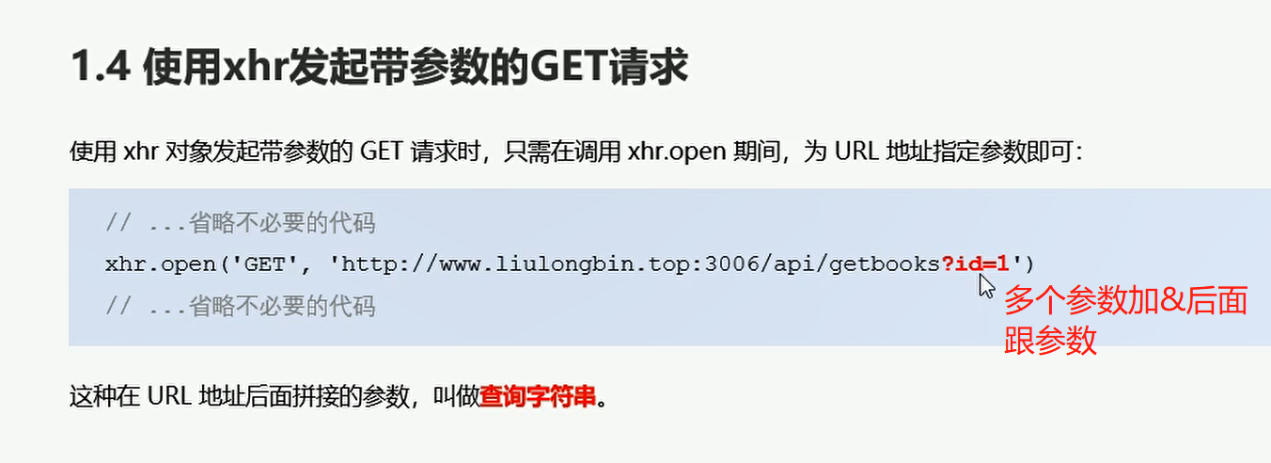 1.4 使用xhr发起带参数的GET请求
使用 xhr 对象发起带参数的 GET 请求时，只需在调用 xhr.open 期间，为 URL 地址指定参数即可：
// ...省略不必要的代码
xhr.open('GET', 'http://www.liulongbin.top:3006/api/getbooks?id=1')
// ...省略不必要的代码
多个参数加&后面
跟参数
这种在 URL 地址后面拼接的参数，叫做查询字符串。